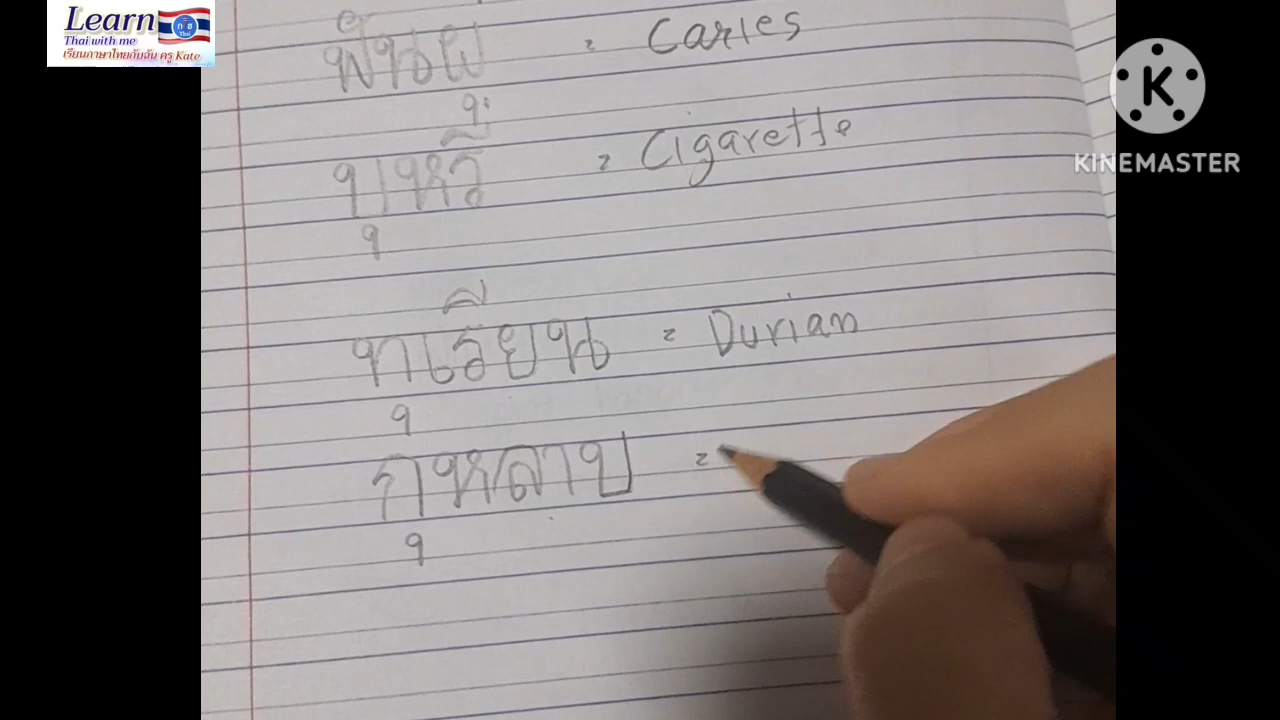 Learn
Thai with me
เรียนภาษาไทยกับฉัน ครู Kate
K
KINEMASTER
ฟันผุ = Caries
บุหรี่ = Cigarette
ทุเรียน = Durian
กุหลาบ =